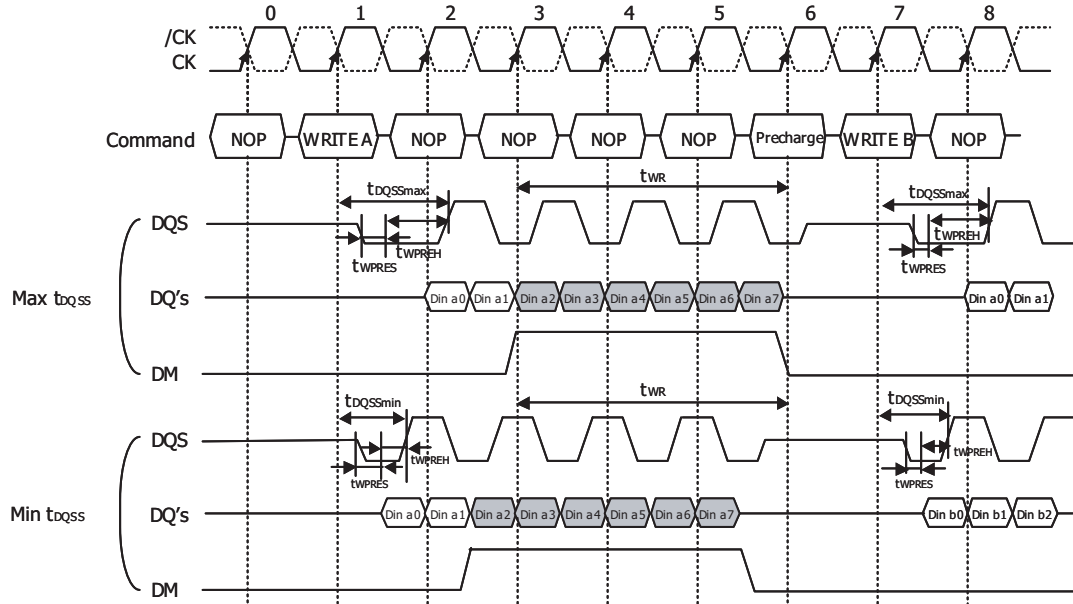 0 1 2 3 4 5 6 7 8
/CK
CK
Command NOP WRITE A NOP NOP NOP NOP Precharge WRITE B NOP
tDQSSmax tWR tDQSSmax
DQS
tWPREH tWPREH
tWPRES tWPRES
Max tDQSS DQ's Din a0 Din a1 Din a2 Din a3 Din a4 Din a5 Din a6 Din a7 Din a0 Din a1
DM
tDQSSmin tWR tDQSSmin
DQS
tWPREH tWPREH
tWPRES tWPRES
Min tDQSS DQ's Din a0 Din a1 Din a2 Din a3 Din a4 Din a5 Din a6 Din a7 Din b0 Din b1 Din b2
DM